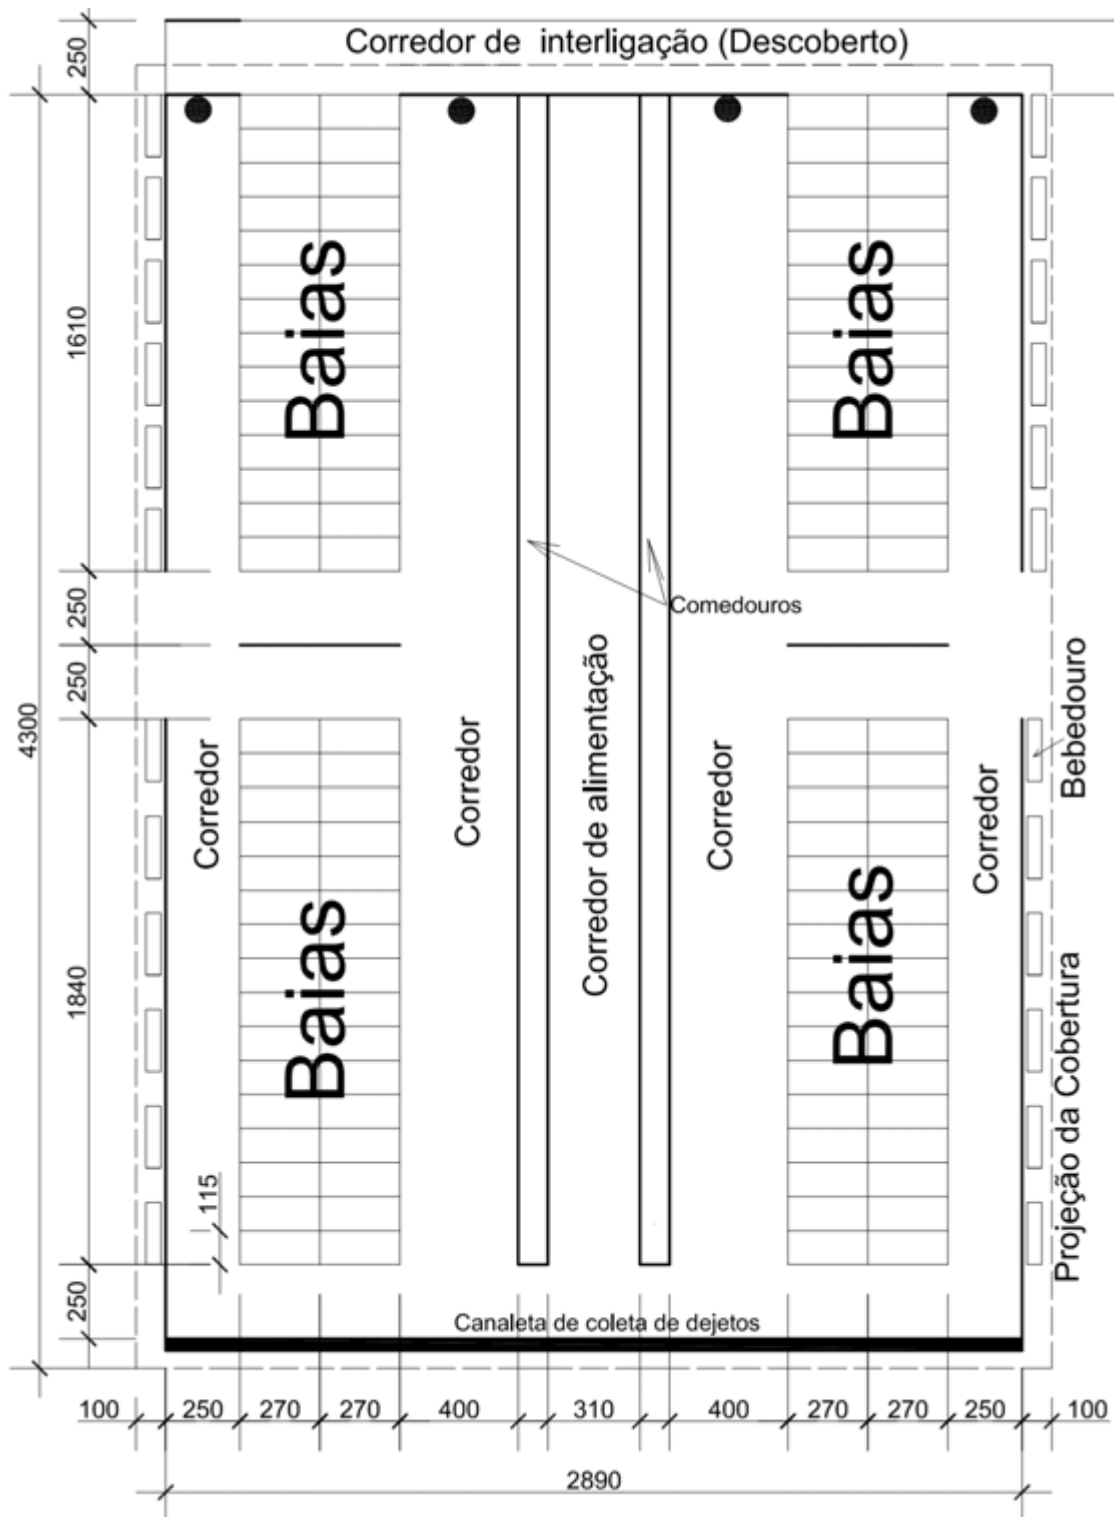 Corredor de interligação (Descoberto)
250
1610
Baias
Baias
Comedouros
250
250
4300
Corredor
Corredor
Corredor de alimentação
Corredor
Corredor
Bebedouro
1840
Baias
Baias
Projeção da Cobertura
115
250
Canaleta de coleta de dejetos
100
250
270
270
400
310
400
270
270
250
100
2890